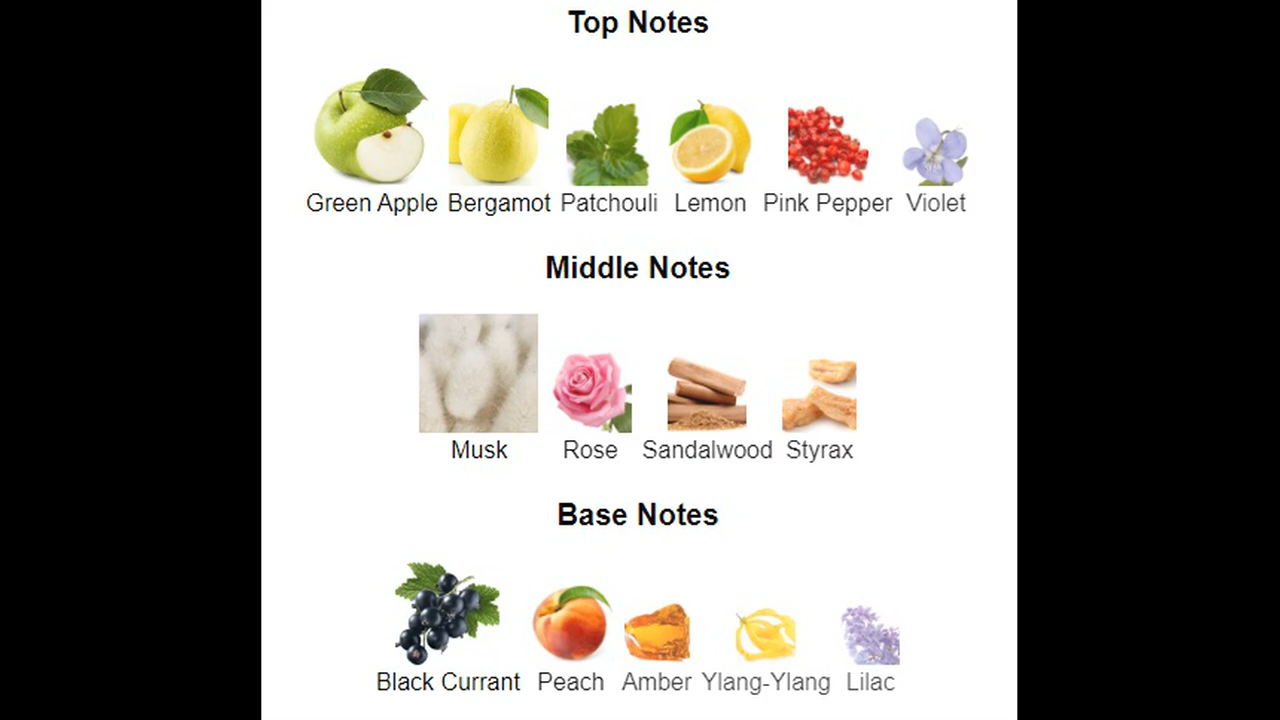 Top Notes
Green Apple Bergamot Patchouli Lemon Pink Pepper Violet
Middle Notes
Musk Rose Sandalwood Styrax
Base Notes
Black Currant Peach Amber Ylang-Ylang Lilac